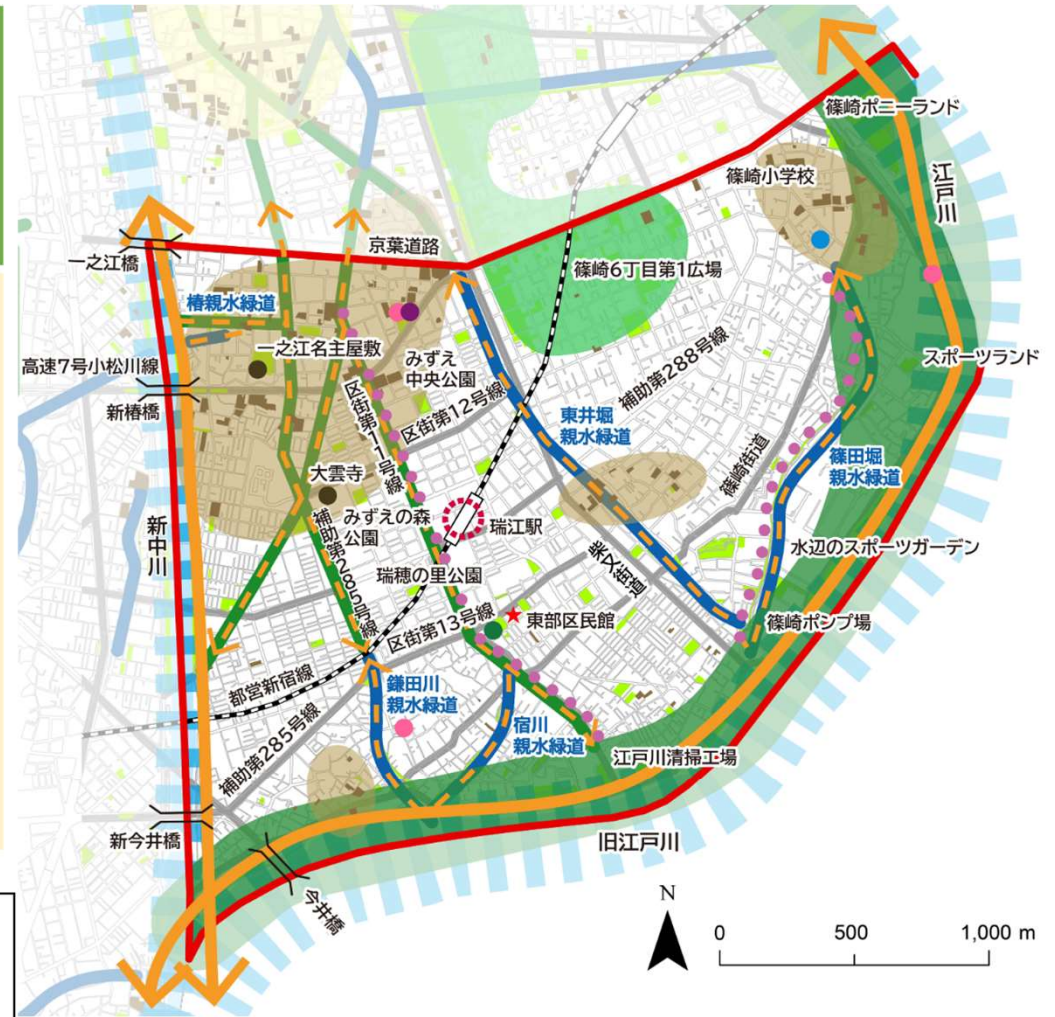 篠崎ポニーランド
江戸川
篠崎小学校
京葉道路
一之江橋
篠崎6丁目第1広場
椿親水緑道
一之江名主屋敷
みずえ
中央公園
高速7号小松川線
新椿橋
区街第11号線
区街第12号線
補助第288号線
スポーツランド
東井堀
親水緑道
篠崎街道
篠田堀
親水緑道
大雲寺
新中川
みずえの森
公園
補助第285号線
瑞江駅
柴又街道
水辺のスポーツガーデン
瑞穂の里公園
区街第13号線
東部区民館
篠崎ポンプ場
都営新宿線
鎌田川
親水緑道
宿川
親水緑道
補助第285号線
江戸川清掃工場
新今井橋
今井橋
旧江戸川
N
0 500 1,000 m